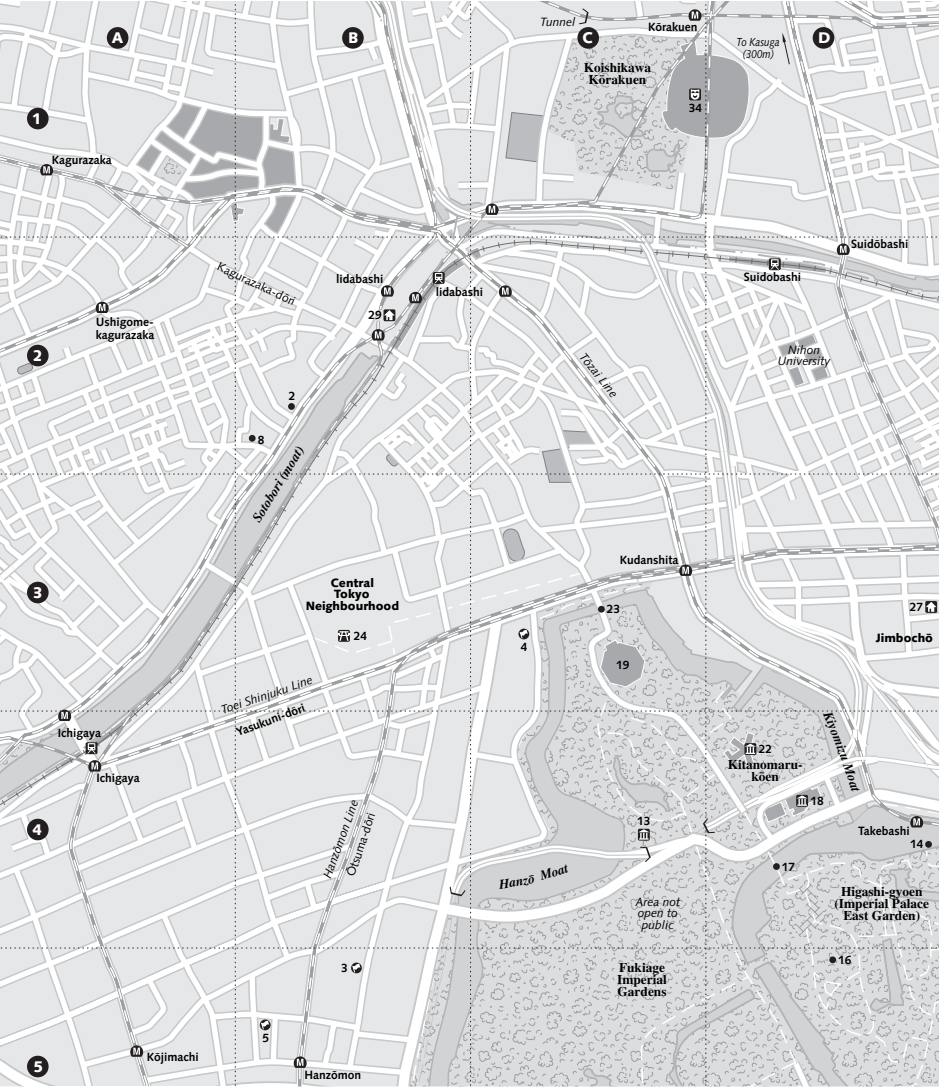 A
B
C
D
Tunnel
Kōrakuen
To Kasuga
(300m)
Koishikawa
Kōrakuen
34
1
Kagurazaka
Suidōbashi
Suidobashi
Kagurazaka-dōri
Iidabashi
Iidabashi
29
Ushigome-
kagurazaka
2
Nihon
University
Tōzai Line
2
8
Sotobori (moat)
Kudanshita
3
Central
Tokyo
Neighbourhood
24
23
4
27
Jimbochō
19
Toei Shinjuku Line
Yasukuni-dōri
Ichigaya
Ichigaya
Kiyomizu Moat
22
Kitanomaru-
kōen
18
4
Hanzōmon Line
Ōtsuma-dōri
13
Takebashi
14
17
Hanzō Moat
Higashi-gyoen
(Imperial Palace
East Garden)
Area not
open to
public
3
16
Fukiage
Imperial
Gardens
5
Kōjimachi
Hanzōmon
5